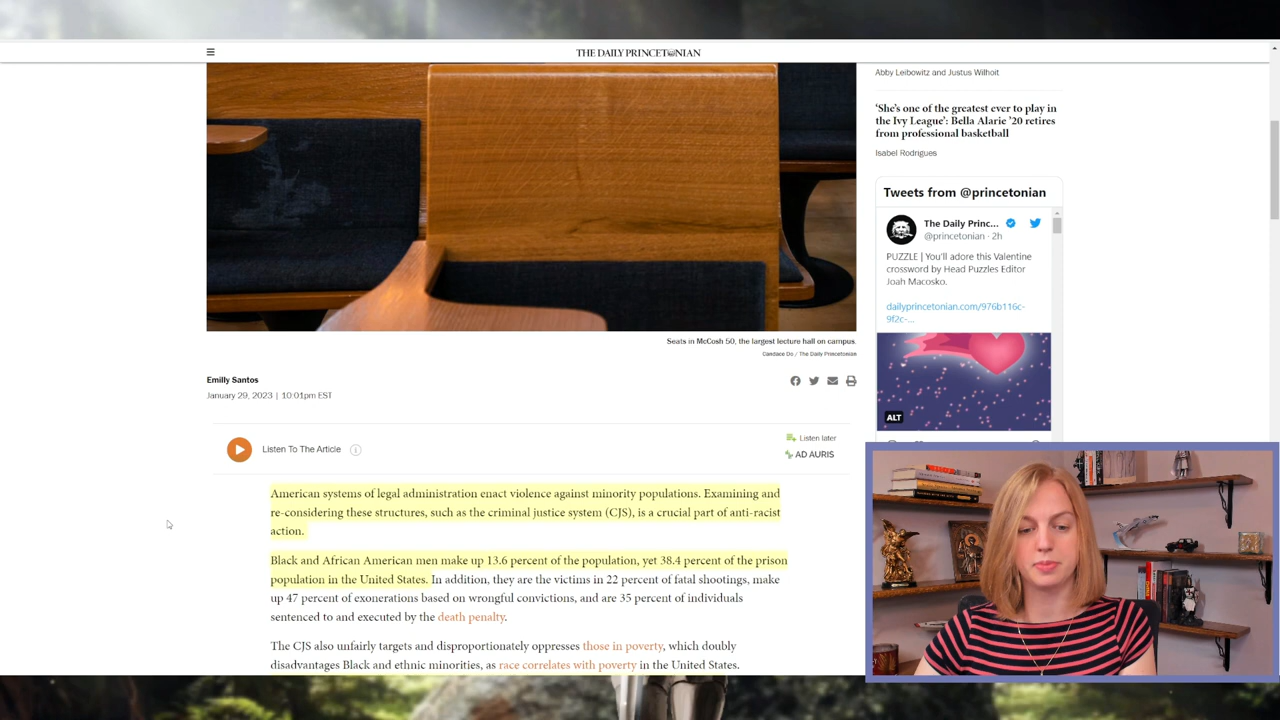 THE DAILY PRINCETONIAN
Abby Leibowitz and Justus Wilhoit
'She's one of the greatest ever to play in
the Ivy League': Bella Alarie '20 retires
from professional basketball
Isabel Rodrigues
Tweets from @princetonian
The Daily Princ...
@princetonian · 2h
PUZZLE | You'll adore this Valentine
crossword by Head Puzzles Editor
Joah Macosko.
dailyprincetonian.com/976b116c-
9f2c-...
ALT
Seats in McCosh 50, the largest lecture hall on campus.
Candace Do / The Daily Princetonian
Emilly Santos
January 29, 2023 | 10:01pm EST
Listen To The Article
Listen later
AD AURIS
American systems of legal administration enact violence against minority populations. Examining and
re-considering these structures, such as the criminal justice system (CJS), is a crucial part of anti-racist
action.
Black and African American men make up 13.6 percent of the population, yet 38.4 percent of the prison
population in the United States. In addition, they are the victims in 22 percent of fatal shootings, make
up 47 percent of exonerations based on wrongful convictions, and are 35 percent of individuals
sentenced to and executed by the death penalty.
The CJS also unfairly targets and disproportionately oppresses those in poverty, which doubly
disadvantages Black and ethnic minorities, as race correlates with poverty in the United States.